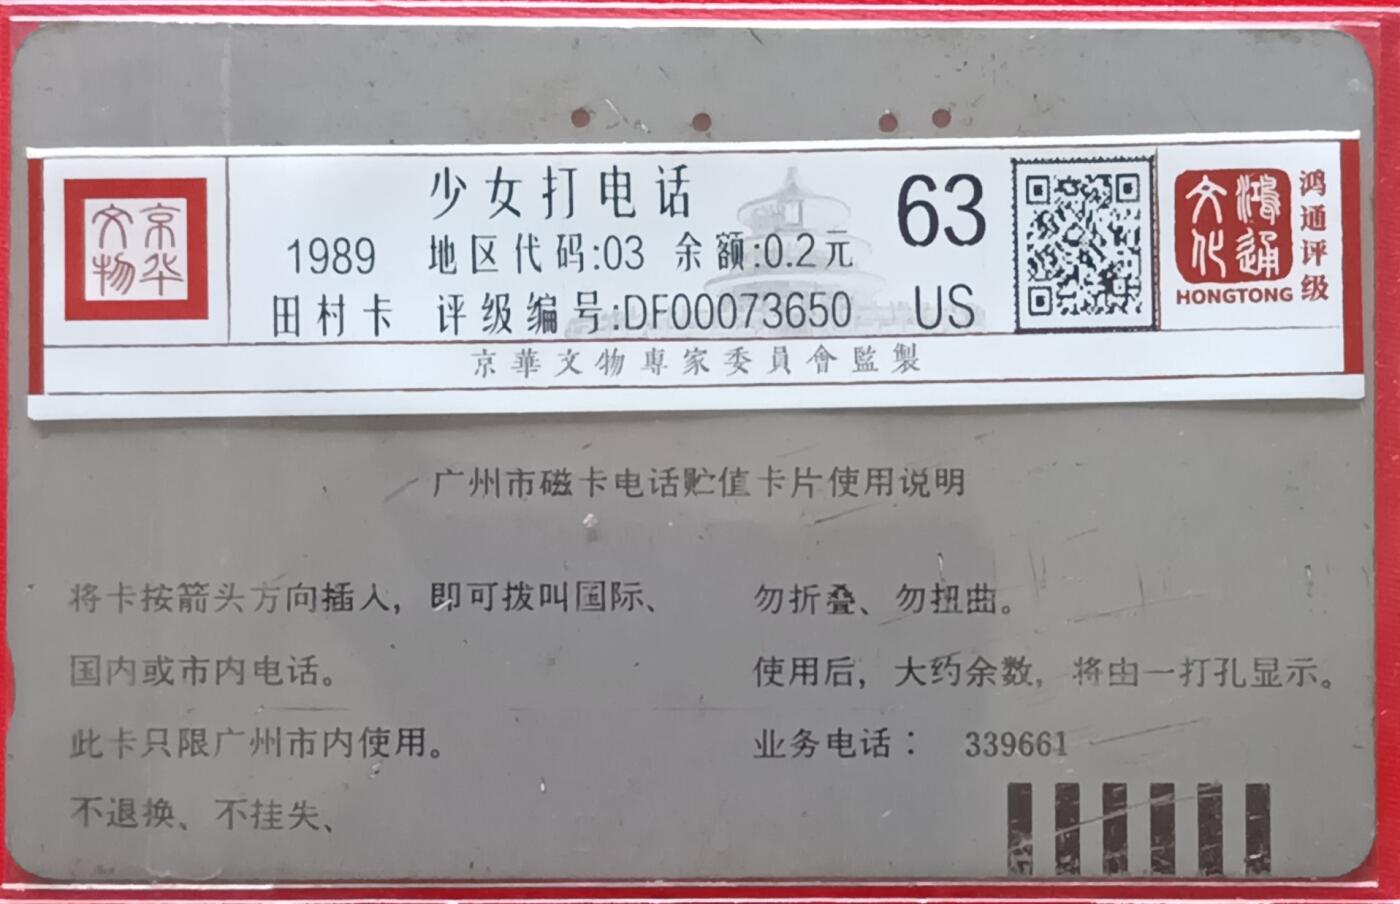 京华
文物
少女打电话
1989 地区代码:03 余额:0.2元
田村卡 评级编号:DF00073650
63
US
鸿通
文化
HONGTONG
鸿通评级
京華文物專家委員會監製
广州市磁卡电话贮值卡片使用说明
将卡按箭头方向插入，即可拨叫国际、
国内或市内电话。
此卡只限广州市内使用。
不退换、不挂失、
勿折叠、勿扭曲。
使用后，大约余数，将由一打孔显示。
业务电话： 339661